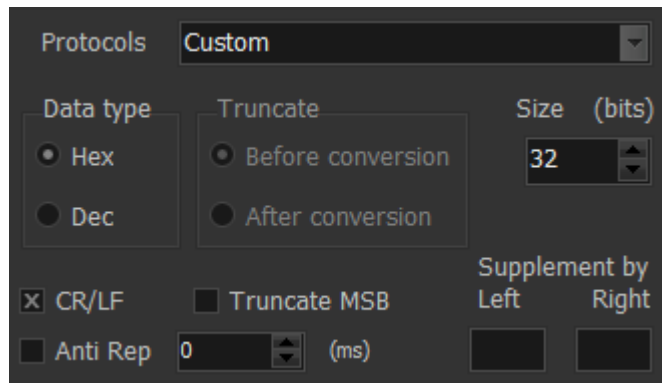 Protocols Custom
Data type Truncate Size (bits)
Hex Before conversion 32
Dec After conversion
Supplement by
CR/LF Truncate MSB Left Right
Anti Rep 0 (ms)